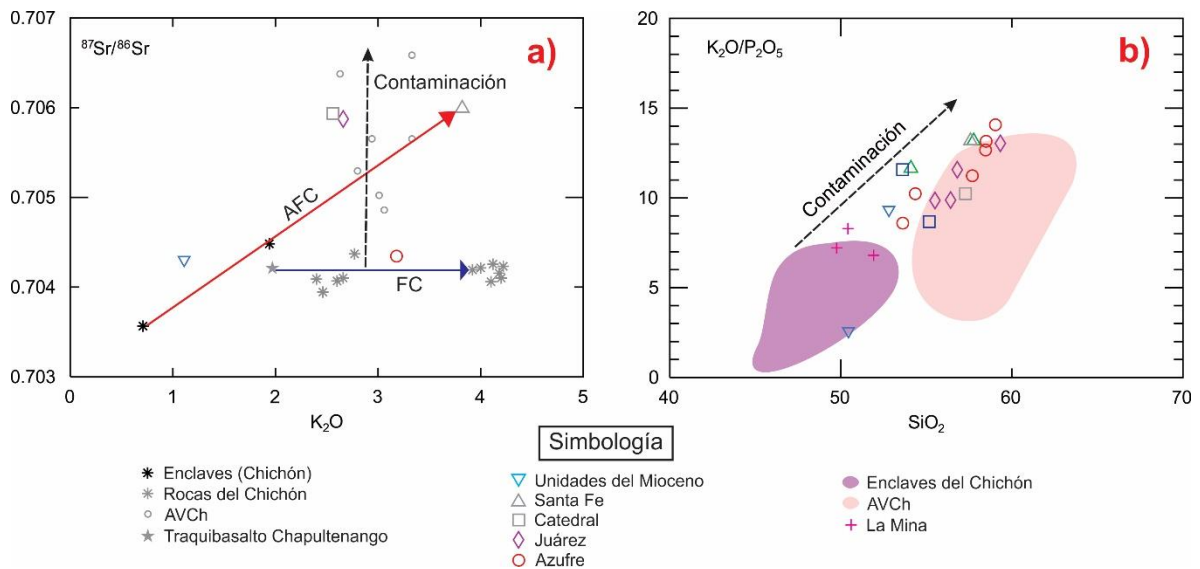 0.707
0.706
0.705
0.704
0.703
⁸⁷Sr/⁸⁶Sr
a)
Contaminación
AFC
FC
0 1 2 3 4 5
K₂O
20
15
10
5
0
K₂O/P₂O₅
b)
Contaminación
40 50 60 70
SiO₂
Simbología
Enclaves (Chichón)
Rocas del Chichón
AVCh
Traquibasalto Chapultenango
Unidades del Mioceno
Santa Fe
Catedral
Juárez
Azufre
Enclaves del Chichón
AVCh
La Mina